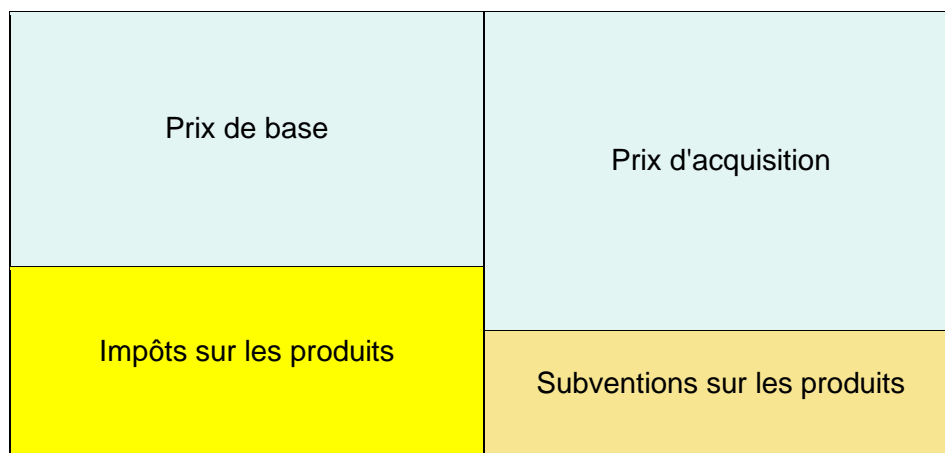 Prix de base
Prix d'acquisition
Impôts sur les produits
Subventions sur les produits